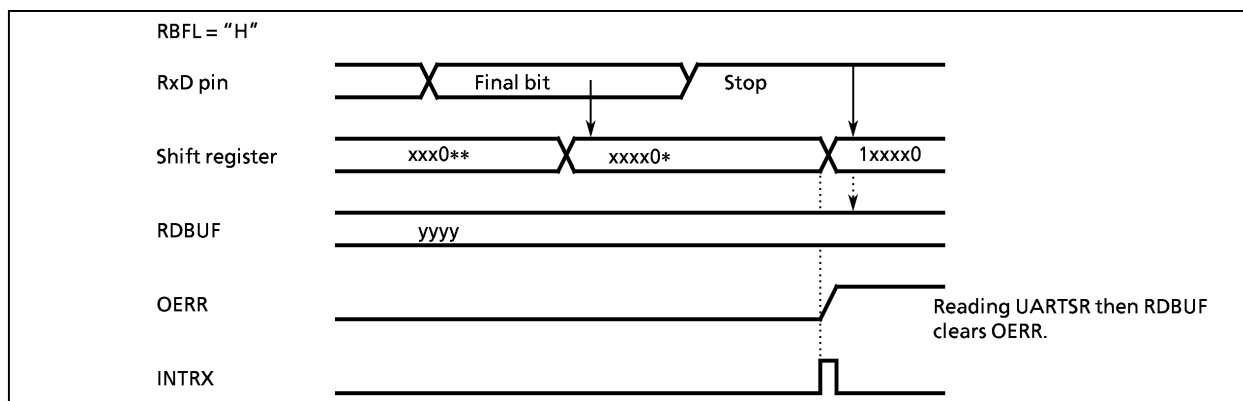 RBFL = “H”
RxD pin
Final bit
Stop
Shift register
xxx0**
xxxx0*
1xxxx0
RDBUF
yyyy
OERR
Reading UARTSR then RDBUF
clears OERR.
INTRX